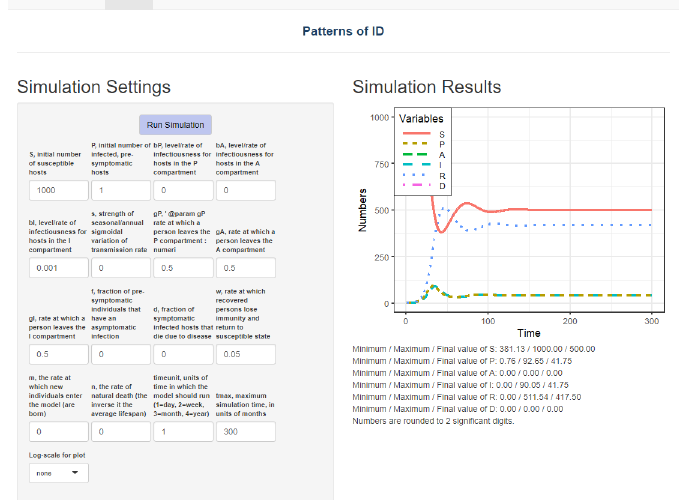 Patterns of ID
Simulation Settings
Run Simulation
S, initial number
of susceptible
hosts
1000
P, initial number of
infected, pre-
symptomatic
hosts
1
bP, level/rate of
infectiousness for
hosts in the P
compartment
0
bA, level/rate of
infectiousness for
hosts in the A
compartment
0
bI, level/rate of
infectiousness for
hosts in the I
compartment
0.001
s, strength of
seasonal/annual
sigmoidal
variation of
transmission rate
0
gP, ' @param gP
rate at which a
person leaves the
P compartment :
numeri
0.5
gA, rate at which a
person leaves the
A compartment
0.5
gI, rate at which a
person leaves the
I compartment
0.5
f, fraction of pre-
symptomatic
individuals that
have an
asymptomatic
infection
0
d, fraction of
symptomatic
infected hosts that
die due to disease
0
w, rate at which
recovered
persons lose
immunity and
return to
susceptible state
0.05
m, the rate at
which new
individuals enter
the model (are
born)
0
n, the rate of
natural death (the
inverse it the
average lifespan)
0
timeunit, units of
time in which the
model should run
(1=day, 2=week,
3=month, 4=year)
1
tmax, maximum
simulation time, in
units of months
300
Log-scale for plot
none
Simulation Results
Variables
S
P
A
I
R
D
Numbers
1000
750
500
250
0
0
100
200
300
Time
Minimum / Maximum / Final value of S: 381.13 / 1000.00 / 500.00
Minimum / Maximum / Final value of P: 0.76 / 92.65 / 41.75
Minimum / Maximum / Final value of A: 0.00 / 0.00 / 0.00
Minimum / Maximum / Final value of I: 0.00 / 90.05 / 41.75
Minimum / Maximum / Final value of R: 0.00 / 511.54 / 417.50
Minimum / Maximum / Final value of D: 0.00 / 0.00 / 0.00
Numbers are rounded to 2 significant digits.